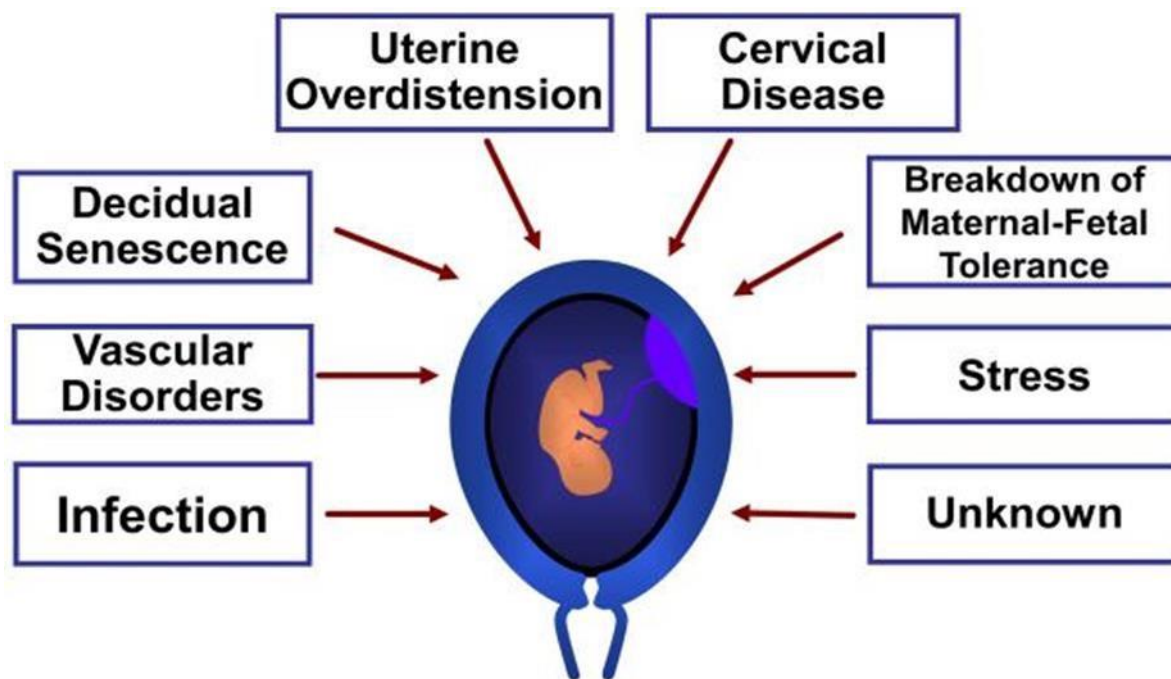 Uterine
Overdistension
Cervical
Disease
Decidual
Senescence
Breakdown of
Maternal-Fetal
Tolerance
Vascular
Disorders
Stress
Infection
Unknown